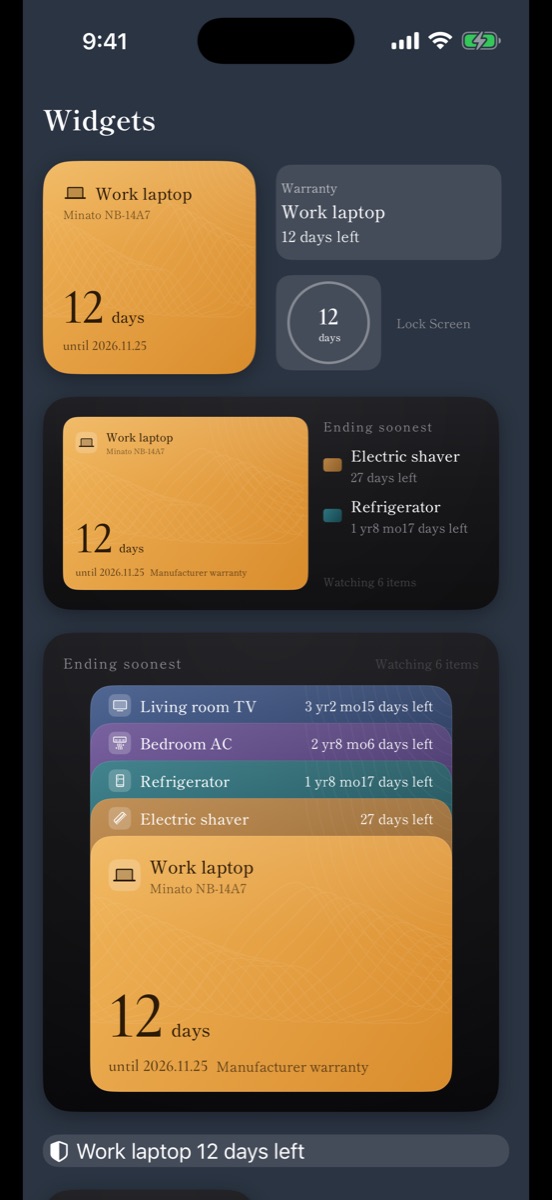 9:41
Widgets
Work laptop
Minato NB-14A7
12 days
until 2026.11.25
Warranty
Work laptop
12 days left
12
days
Lock Screen
Work laptop
Minato NB-14A7
12 days
until 2026.11.25 Manufacturer warranty
Ending soonest
Electric shaver
27 days left
Refrigerator
1 yr8 mo17 days left
Watching 6 items
Ending soonest Watching 6 items
Living room TV 3 yr2 mo15 days left
Bedroom AC 2 yr8 mo6 days left
Refrigerator 1 yr8 mo17 days left
Electric shaver 27 days left
Work laptop
Minato NB-14A7
12 days
until 2026.11.25 Manufacturer warranty
Work laptop 12 days left